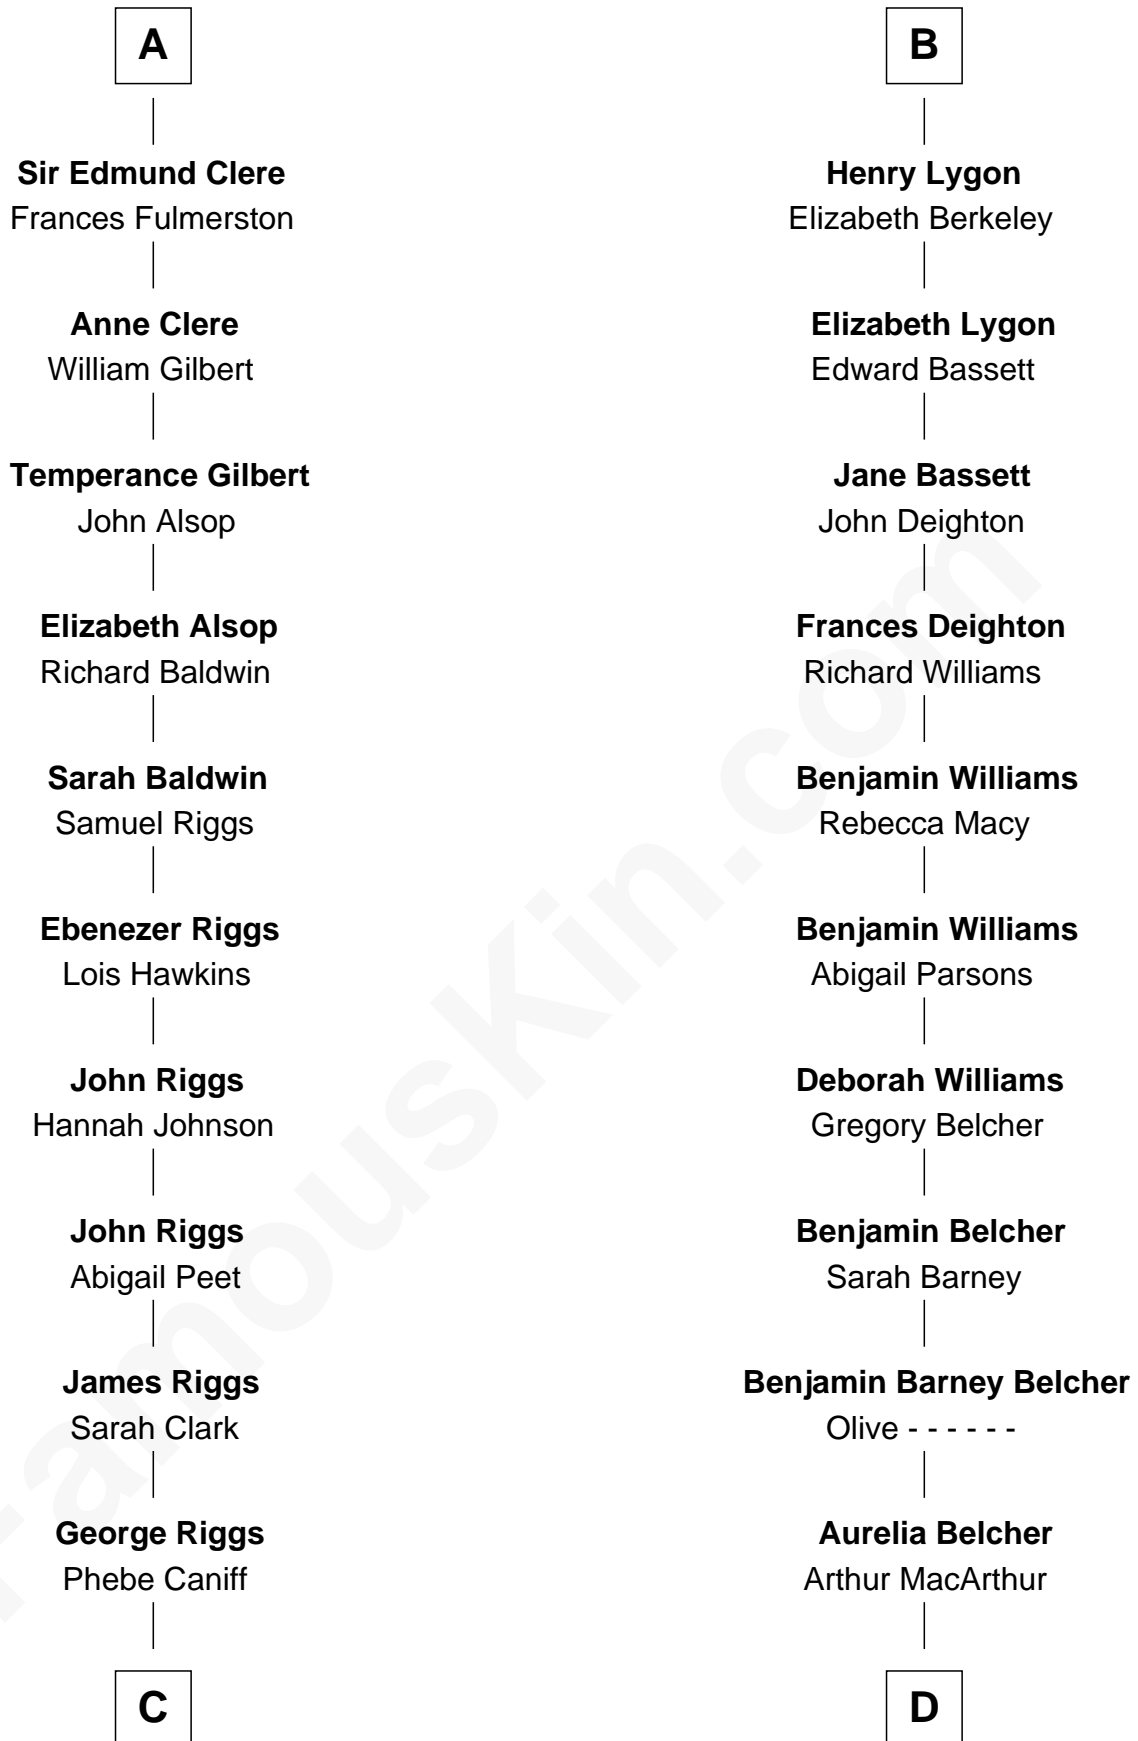 A
Sir Edmund Clere
Frances Fulmerston
Anne Clere
William Gilbert
Temperance Gilbert
John Alsop
Elizabeth Alsop
Richard Baldwin
Sarah Baldwin
Samuel Riggs
Ebenezer Riggs
Lois Hawkins
John Riggs
Hannah Johnson
John Riggs
Abigail Peet
James Riggs
Sarah Clark
George Riggs
Phebe Caniff
C
B
Henry Lygon
Elizabeth Berkeley
Elizabeth Lygon
Edward Bassett
Jane Bassett
John Deighton
Frances Deighton
Richard Williams
Benjamin Williams
Rebecca Macy
Benjamin Williams
Abigail Parsons
Deborah Williams
Gregory Belcher
Benjamin Belcher
Sarah Barney
Benjamin Barney Belcher
Olive - - - - - -
Aurelia Belcher
Arthur MacArthur
D
FamousKin.com